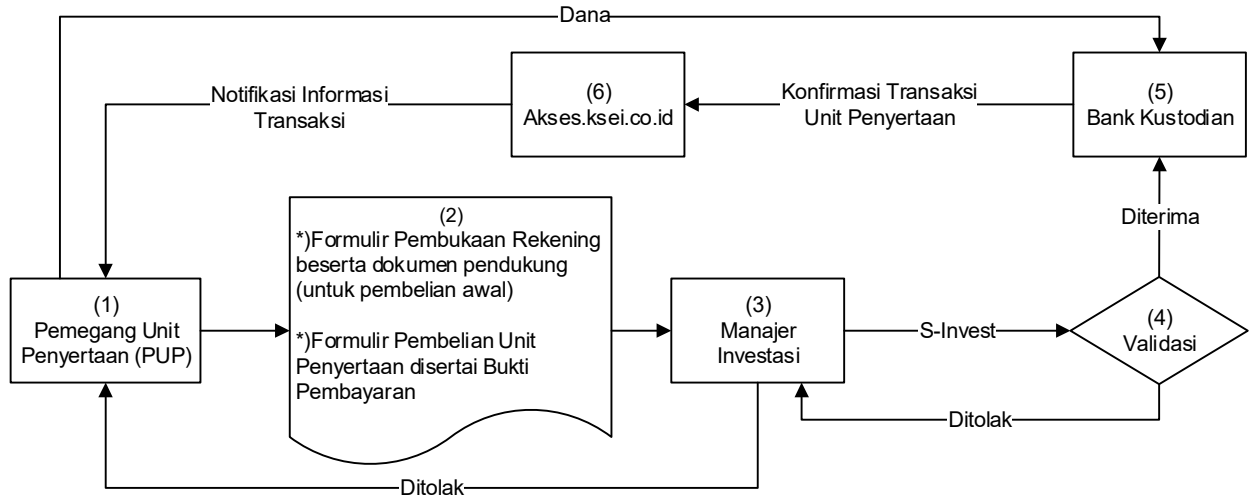 Dana
Notifikasi Informasi
Transaksi
(6)
Akses.ksei.co.id
Konfirmasi Transaksi
Unit Penyertaan
(5)
Bank Kustodian
Diterima
(1)
Pemegang Unit
Penyertaan (PUP)
(2)
*)Formulir Pembukaan Rekening
beserta dokumen pendukung
(untuk pembelian awal)
*)Formulir Pembelian Unit
Penyertaan disertai Bukti
Pembayaran
(3)
Manajer
Investasi
S-Invest
(4)
Validasi
Ditolak
Ditolak